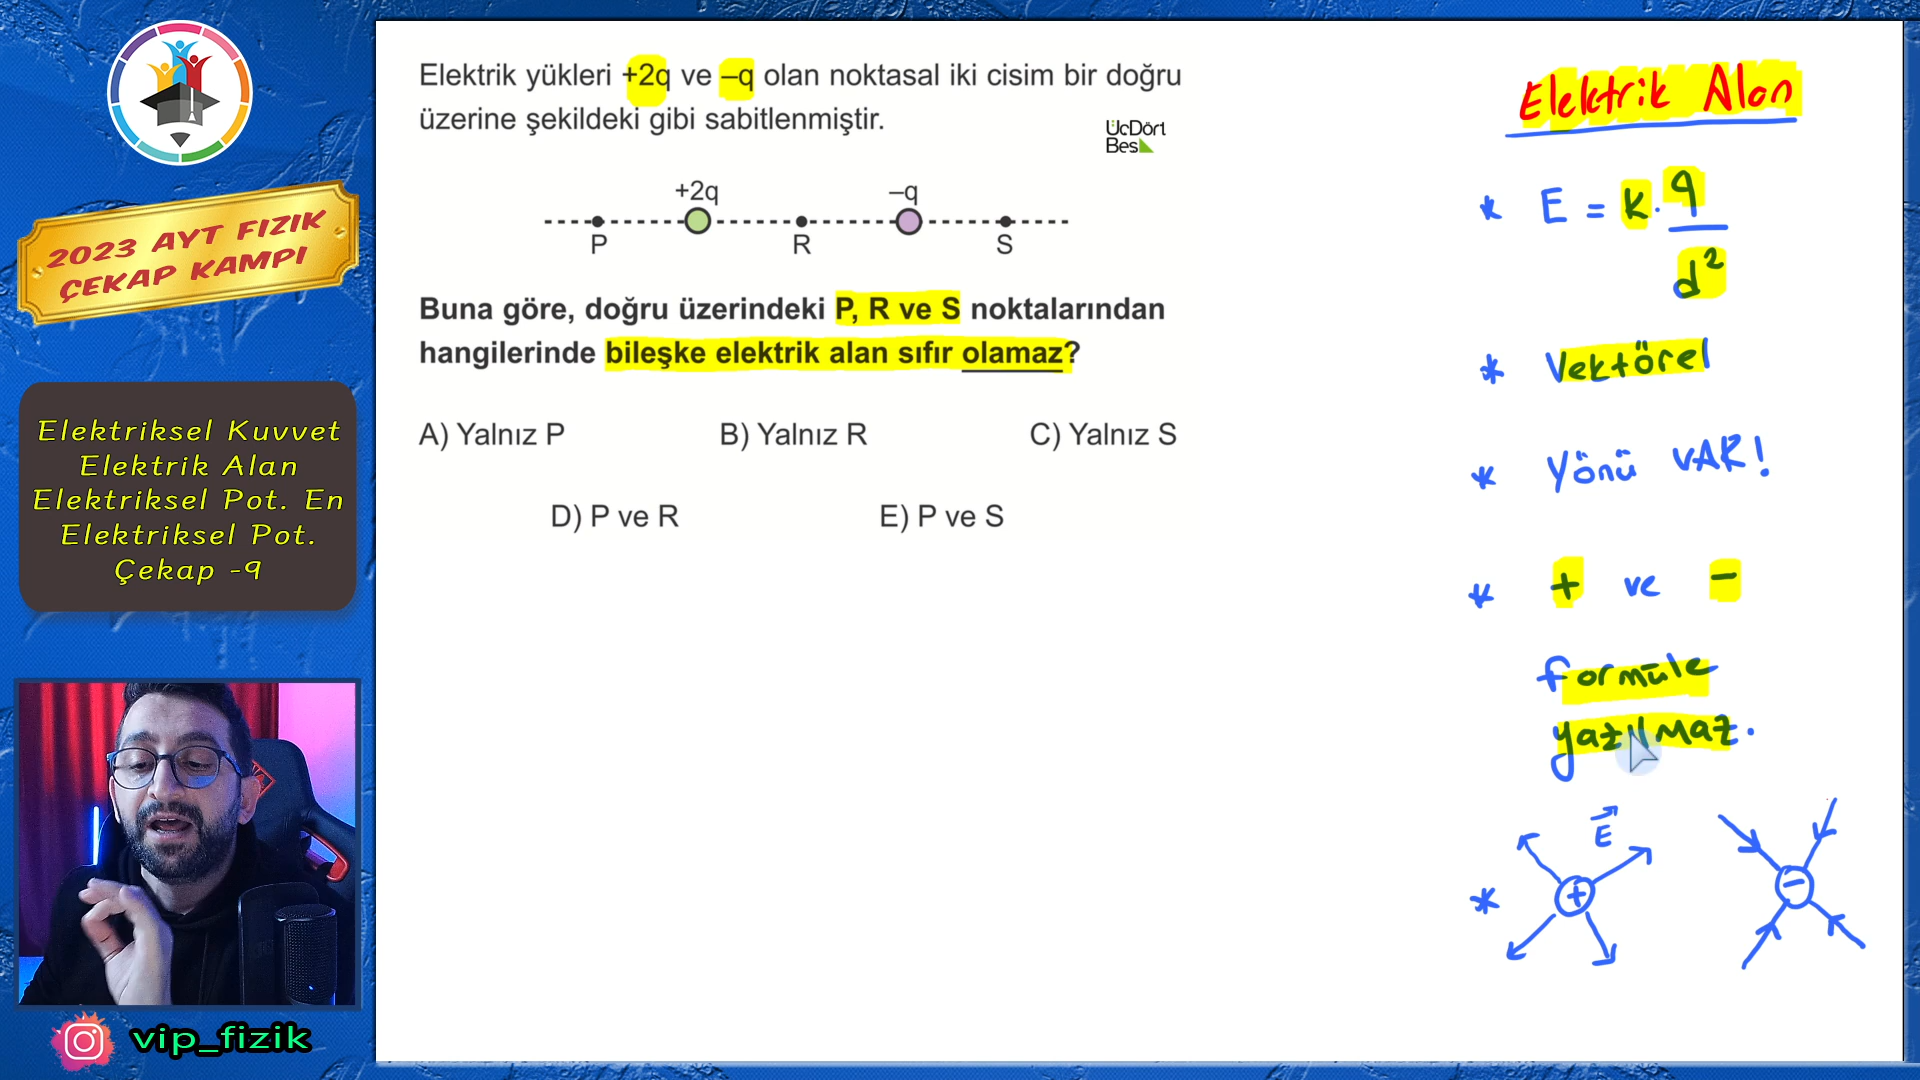 2023 AYT FIZIK
ÇEKAP KAMPI
Elektriksel Kuvvet
Elektrik Alan
Elektriksel Pot. En
Elektriksel Pot.
Çekap -9
vip_fizik
Elektrik yükleri +2q ve –q olan noktasal iki cisim bir doğru
üzerine şekildeki gibi sabitlenmiştir.
ÜcDört
Bes
+2q –q
P R S
Buna göre, doğru üzerindeki P, R ve S noktalarından
hangilerinde bileşke elektrik alan sıfır olamaz?
A) Yalnız P B) Yalnız R C) Yalnız S
D) P ve R E) P ve S
Elektrik Alan
* E = k . q / d²
* Vektörel
* Yönü VAR!
* + ve -
formüle
yazılmaz.
E
* + -